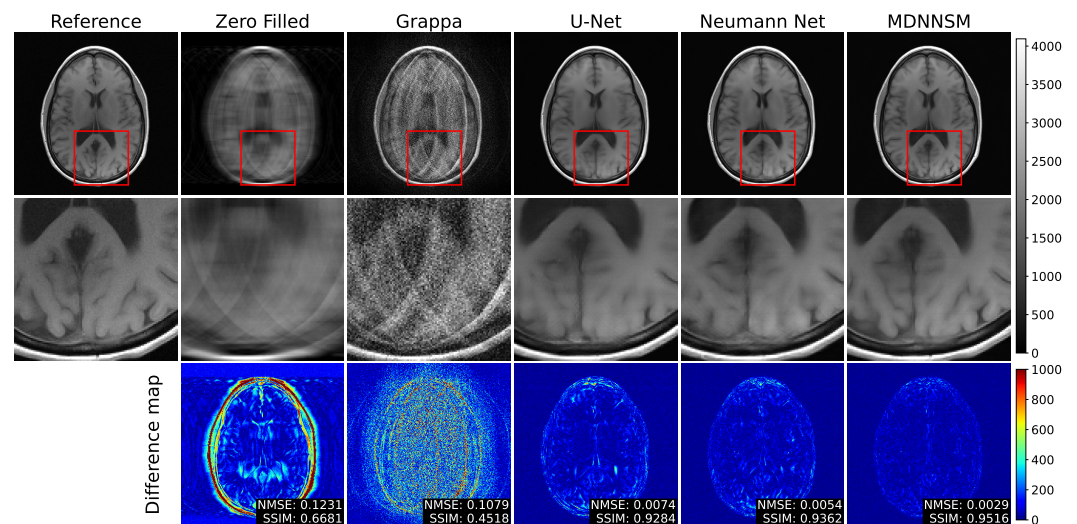 Reference Zero Filled Grappa U-Net Neumann Net MDNNSM
4000
3500
3000
2500
2000
1500
1000
500
0
Difference map
NMSE: 0.1231
SSIM: 0.6681
NMSE: 0.1079
SSIM: 0.4518
NMSE: 0.0074
SSIM: 0.9284
NMSE: 0.0054
SSIM: 0.9362
NMSE: 0.0029
SSIM: 0.9516
1000
800
600
400
200
0